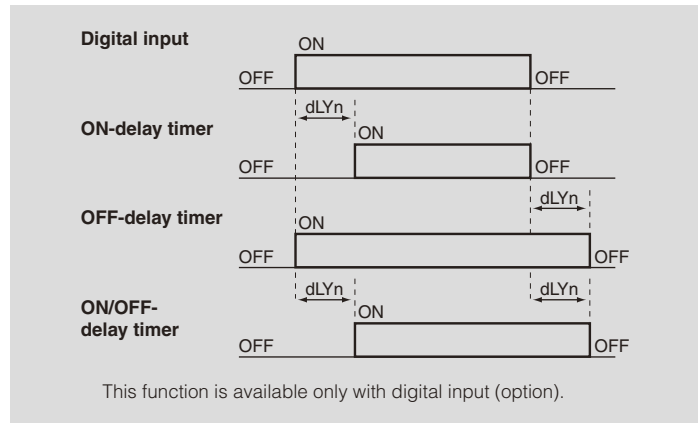 Digital input
ON
OFF
OFF
dLYn
ON-delay timer
ON
OFF
OFF
dLYn
OFF-delay timer
ON
OFF
OFF
dLYn
dLYn
ON/OFF-
delay timer
ON
OFF
OFF
This function is available only with digital input (option).